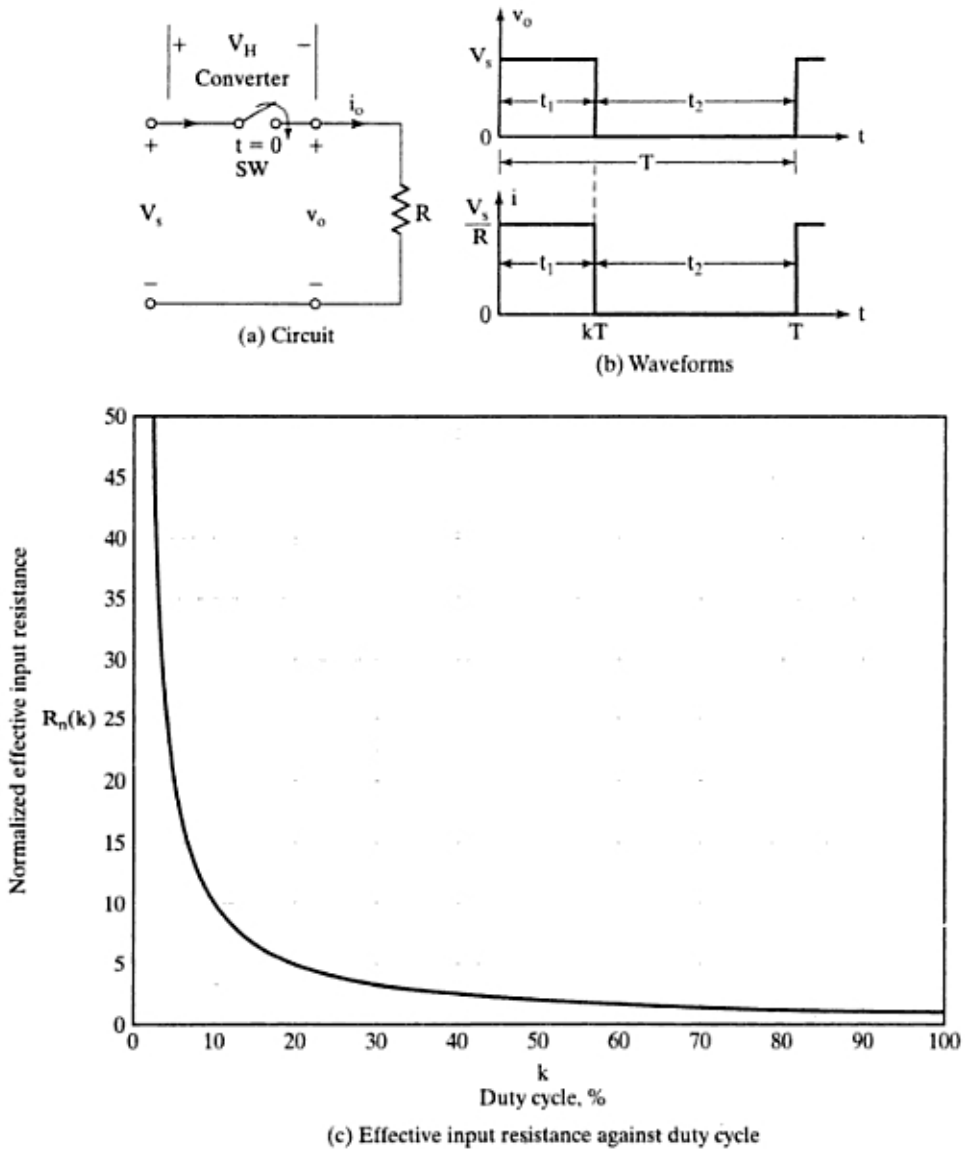 + V_H −
Converter
i_o
t = 0
+ +
SW
V_s v_o R
− −
(a) Circuit
v_o
V_s
t_1 t_2
0 t
T
V_s/R i
t_1 t_2
0 t
kT T
(b) Waveforms
Normalized effective input resistance
R_n(k)
50
45
40
35
30
25
20
15
10
5
0
0 10 20 30 40 50 60 70 80 90 100
k
Duty cycle, %
(c) Effective input resistance against duty cycle